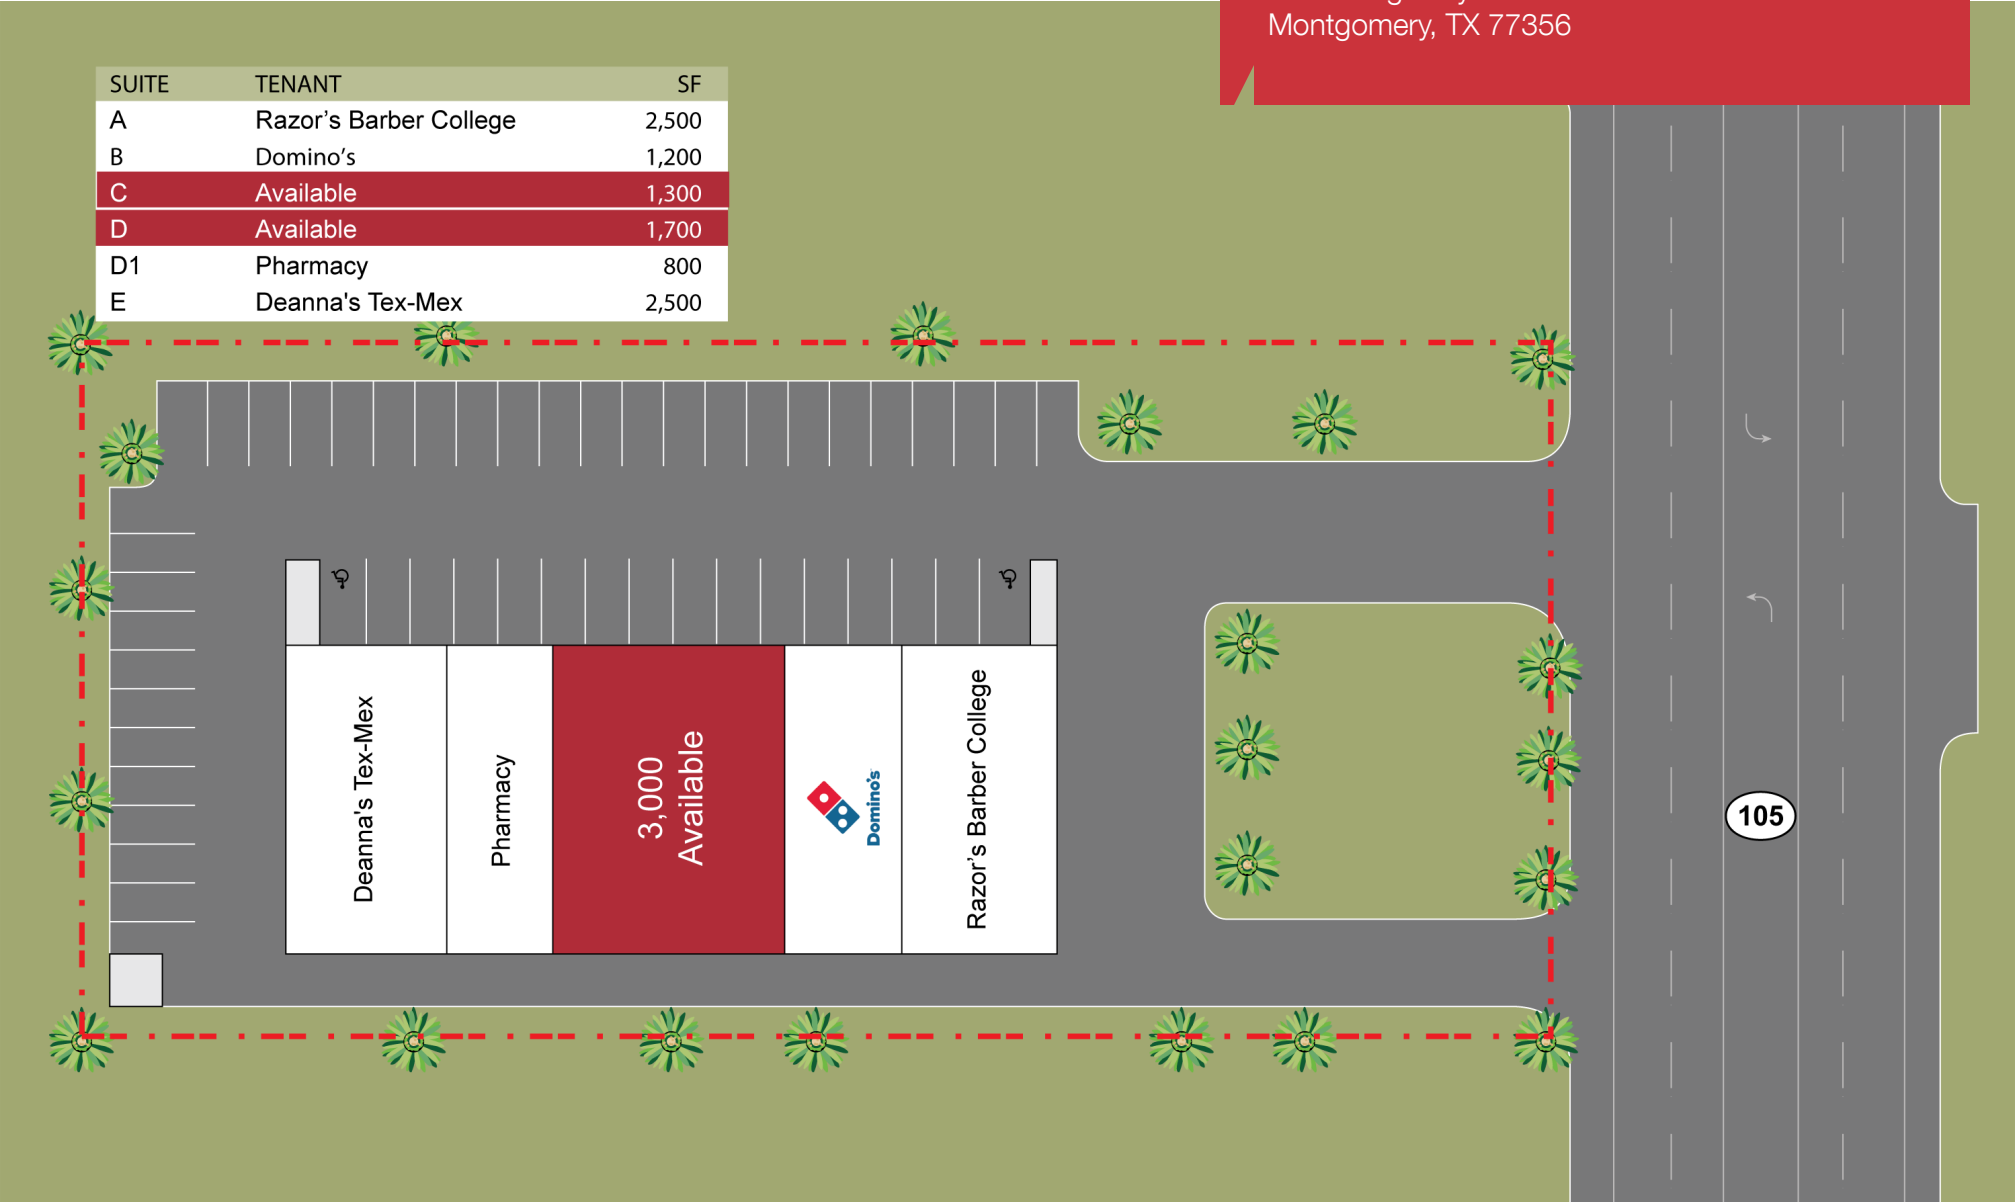 Montgomery, TX 77356
SUITE TENANT SF
A Razor's Barber College 2,500
B Domino's 1,200
C Available 1,300
D Available 1,700
D1 Pharmacy 800
E Deanna's Tex-Mex 2,500
Deanna's Tex-Mex
Pharmacy
3,000
Available
Domino's
Razor's Barber College
105